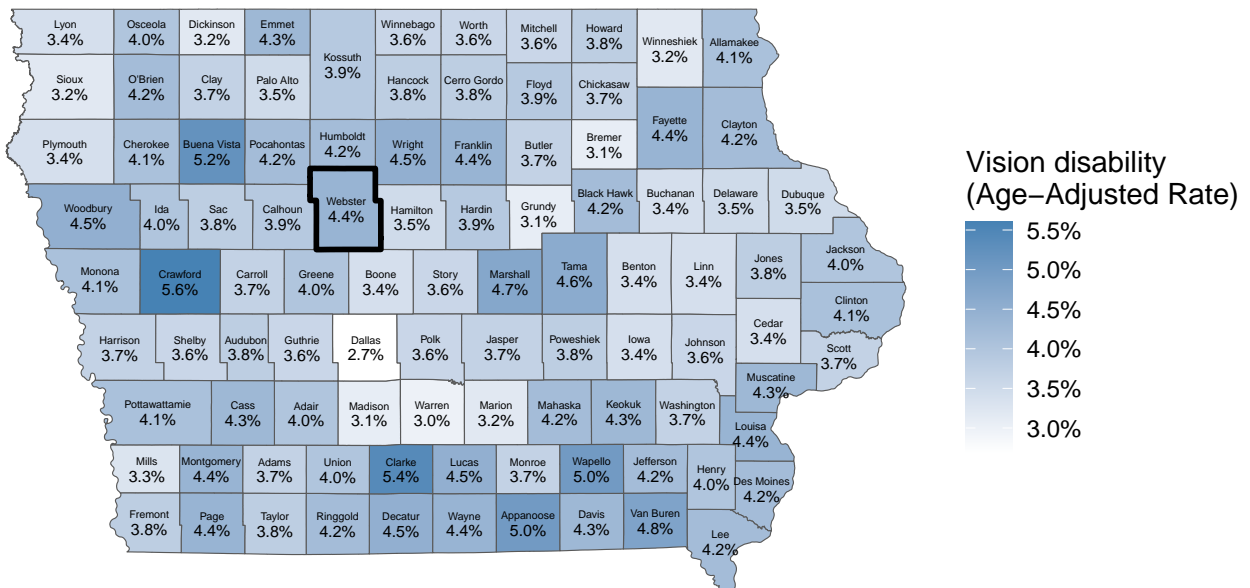 Lyon
3.4%
Osceola
4.0%
Dickinson
3.2%
Emmet
4.3%
Kossuth
3.9%
Winnebago
3.6%
Worth
3.6%
Mitchell
3.6%
Howard
3.8%
Winneshiek
3.2%
Allamakee
4.1%
Sioux
3.2%
O'Brien
4.2%
Clay
3.7%
Palo Alto
3.5%
Hancock
3.8%
Cerro Gordo
3.8%
Floyd
3.9%
Chickasaw
3.7%
Fayette
4.4%
Clayton
4.2%
Plymouth
3.4%
Cherokee
4.1%
Buena Vista
5.2%
Pocahontas
4.2%
Humboldt
4.2%
Wright
4.5%
Franklin
4.4%
Butler
3.7%
Bremer
3.1%
Woodbury
4.5%
Ida
4.0%
Sac
3.8%
Calhoun
3.9%
Webster
4.4%
Hamilton
3.5%
Hardin
3.9%
Grundy
3.1%
Black Hawk
4.2%
Buchanan
3.4%
Delaware
3.5%
Dubuque
3.5%
Monona
4.1%
Crawford
5.6%
Carroll
3.7%
Greene
4.0%
Boone
3.4%
Story
3.6%
Marshall
4.7%
Tama
4.6%
Benton
3.4%
Linn
3.4%
Jones
3.8%
Jackson
4.0%
Clinton
4.1%
Harrison
3.7%
Shelby
3.6%
Audubon
3.8%
Guthrie
3.6%
Dallas
2.7%
Polk
3.6%
Jasper
3.7%
Poweshiek
3.8%
Iowa
3.4%
Johnson
3.6%
Cedar
3.4%
Scott
3.7%
Muscatine
4.3%
Pottawattamie
4.1%
Cass
4.3%
Adair
4.0%
Madison
3.1%
Warren
3.0%
Marion
3.2%
Mahaska
4.2%
Keokuk
4.3%
Washington
3.7%
Louisa
4.4%
Mills
3.3%
Montgomery
4.4%
Adams
3.7%
Union
4.0%
Clarke
5.4%
Lucas
4.5%
Monroe
3.7%
Wapello
5.0%
Jefferson
4.2%
Henry
4.0%
Des Moines
4.2%
Fremont
3.8%
Page
4.4%
Taylor
3.8%
Ringgold
4.2%
Decatur
4.5%
Wayne
4.4%
Appanoose
5.0%
Davis
4.3%
Van Buren
4.8%
Lee
4.2%
Vision disability
(Age−Adjusted Rate)
5.5%
5.0%
4.5%
4.0%
3.5%
3.0%